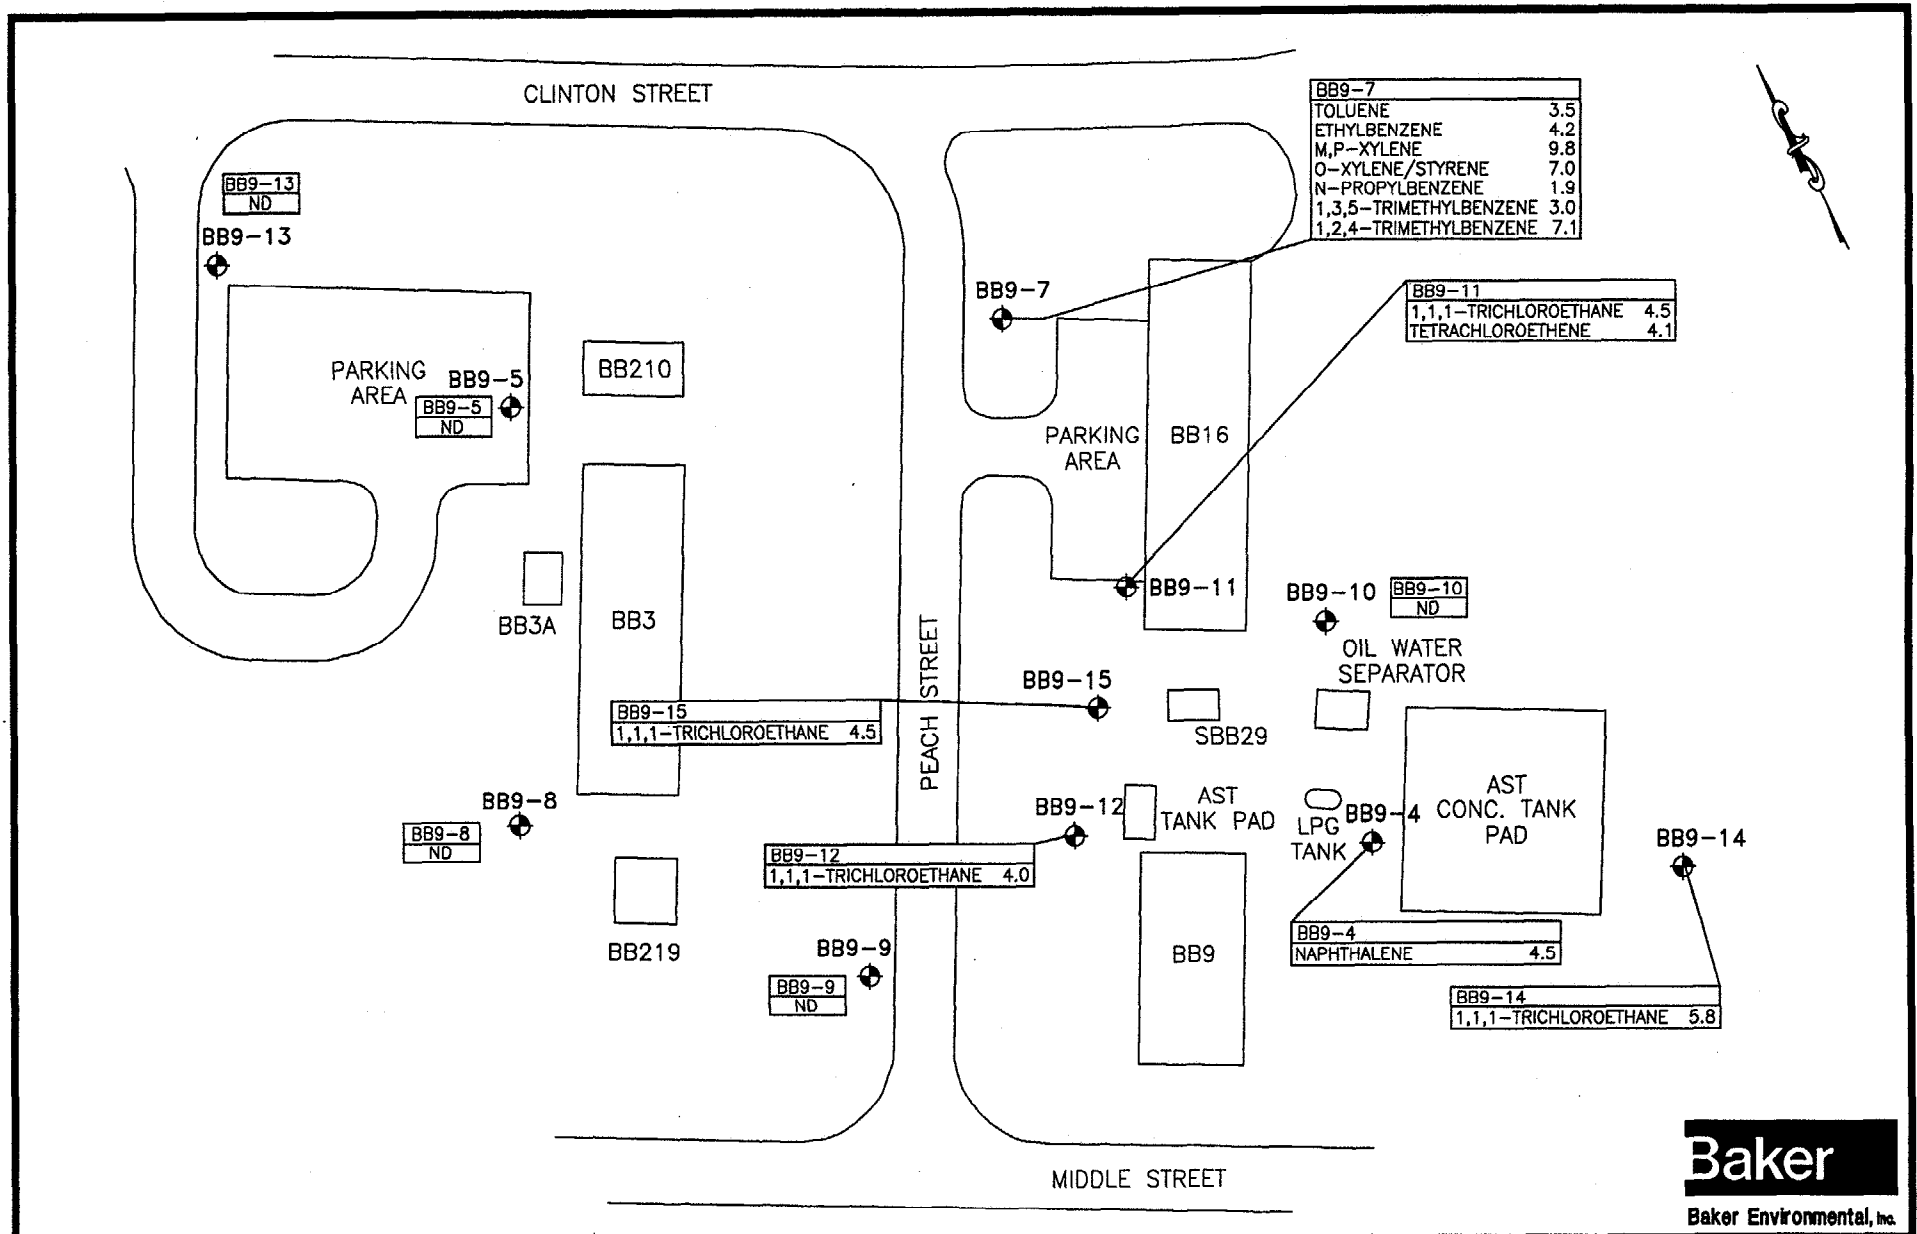 CLINTON STREET
BB9-7
TOLUENE 3.5
ETHYLBENZENE 4.2
M,P-XYLENE 9.8
O-XYLENE/STYRENE 7.0
N-PROPYLBENZENE 1.9
1,3,5-TRIMETHYLBENZENE 3.0
1,2,4-TRIMETHYLBENZENE 7.1
BB9-13
ND
BB9-13
BB9-7
BB9-11
1,1,1-TRICHLOROETHANE 4.5
TETRACHLOROETHENE 4.1
PARKING
AREA
BB9-5
BB9-5
ND
BB210
PARKING
AREA
BB16
BB3A
BB3
BB9-11
BB9-10
BB9-10
ND
OIL WATER
SEPARATOR
PEACH STREET
BB9-15
BB9-15
1,1,1-TRICHLOROETHANE 4.5
SBB29
BB9-8
BB9-8
ND
BB9-12
AST
TANK PAD
LPG
TANK
BB9-4
AST
CONC. TANK
PAD
BB9-14
BB9-12
1,1,1-TRICHLOROETHANE 4.0
BB219
BB9-9
BB9-9
ND
BB9
BB9-4
NAPHTHALENE 4.5
BB9-14
1,1,1-TRICHLOROETHANE 5.8
MIDDLE STREET
Baker
Baker Environmental, Inc.